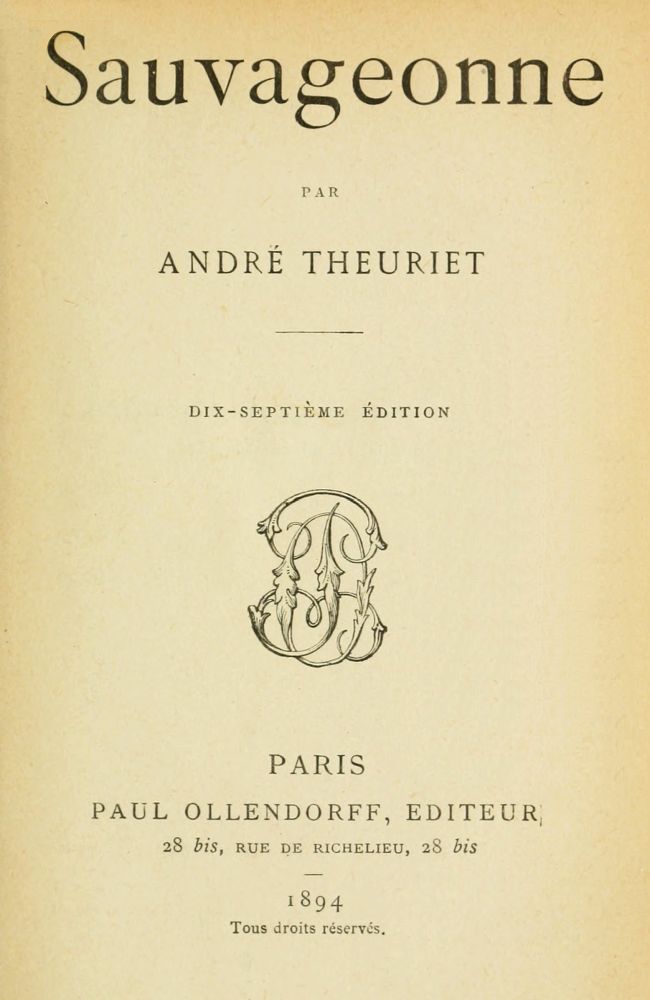 Sauvageonne
PAR
ANDRÉ THEURIET
DIX-SEPTIÈME ÉDITION
PARIS
PAUL OLLENDORFF, EDITEUR
28 bis, RUE DE RICHELIEU, 28 bis
1894
Tous droits réservés.